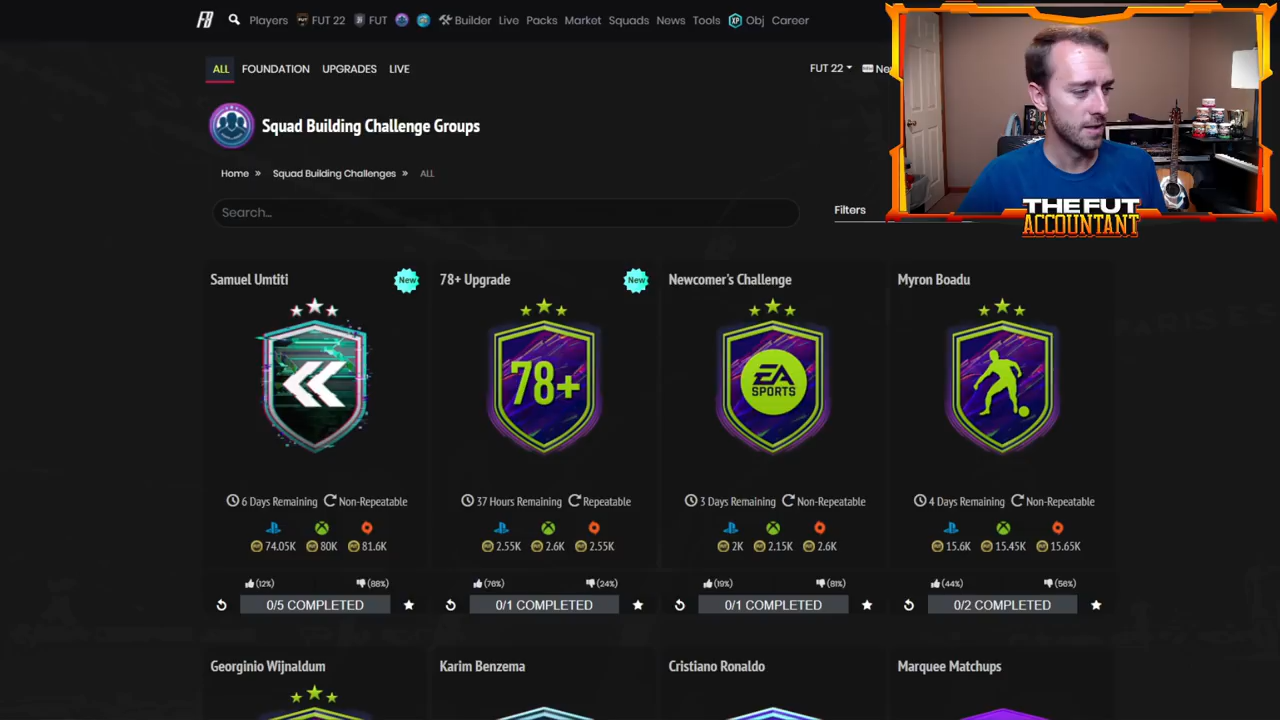 FB Players FUT 22 FUT Builder Live Packs Market Squads News Tools XP Obj Career
ALL FOUNDATION UPGRADES LIVE
FUT 22
Squad Building Challenge Groups
Home » Squad Building Challenges » ALL
Search...
Filters
THE FUT
ACCOUNTANT
Samuel Umtiti New 78+ Upgrade New Newcomer's Challenge Myron Boadu
78+ EA SPORTS
6 Days Remaining Non-Repeatable 37 Hours Remaining Repeatable 3 Days Remaining Non-Repeatable 4 Days Remaining Non-Repeatable
74.05K 80K 81.6K 2.55K 2.6K 2.55K 2K 2.15K 2.6K 15.6K 15.45K 15.65K
(12%) (88%) (76%) (24%) (19%) (81%) (44%) (56%)
0/5 COMPLETED 0/1 COMPLETED 0/1 COMPLETED 0/2 COMPLETED
Georginio Wijnaldum Karim Benzema Cristiano Ronaldo Marquee Matchups